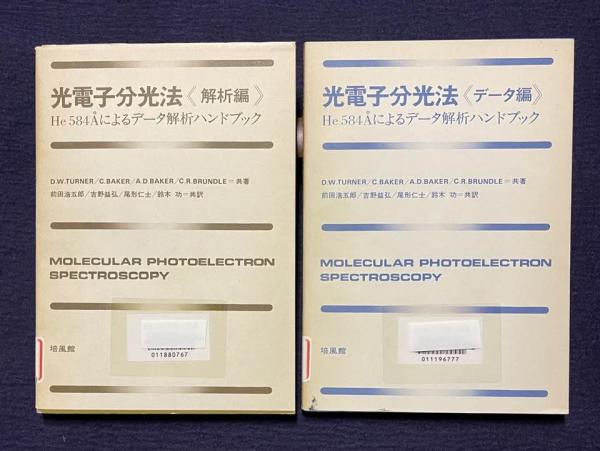 光電子分光法《解析編》
He 584Åによるデータ解析ハンドブック
D.W.TURNER/C.BAKER/A.D.BAKER/C.R.BRUNDLE=共著
前田浩五郎/吉野益弘/尾形仁士/鈴木 功=共訳
MOLECULAR PHOTOELECTRON
SPECTROSCOPY
011880767
培風館
光電子分光法《データ編》
He 584Åによるデータ解析ハンドブック
D.W.TURNER/C.BAKER/A.D.BAKER/C.R.BRUNDLE=共著
前田浩五郎/吉野益弘/尾形仁士/鈴木 功=共訳
MOLECULAR PHOTOELECTRON
SPECTROSCOPY
011196777
培風館